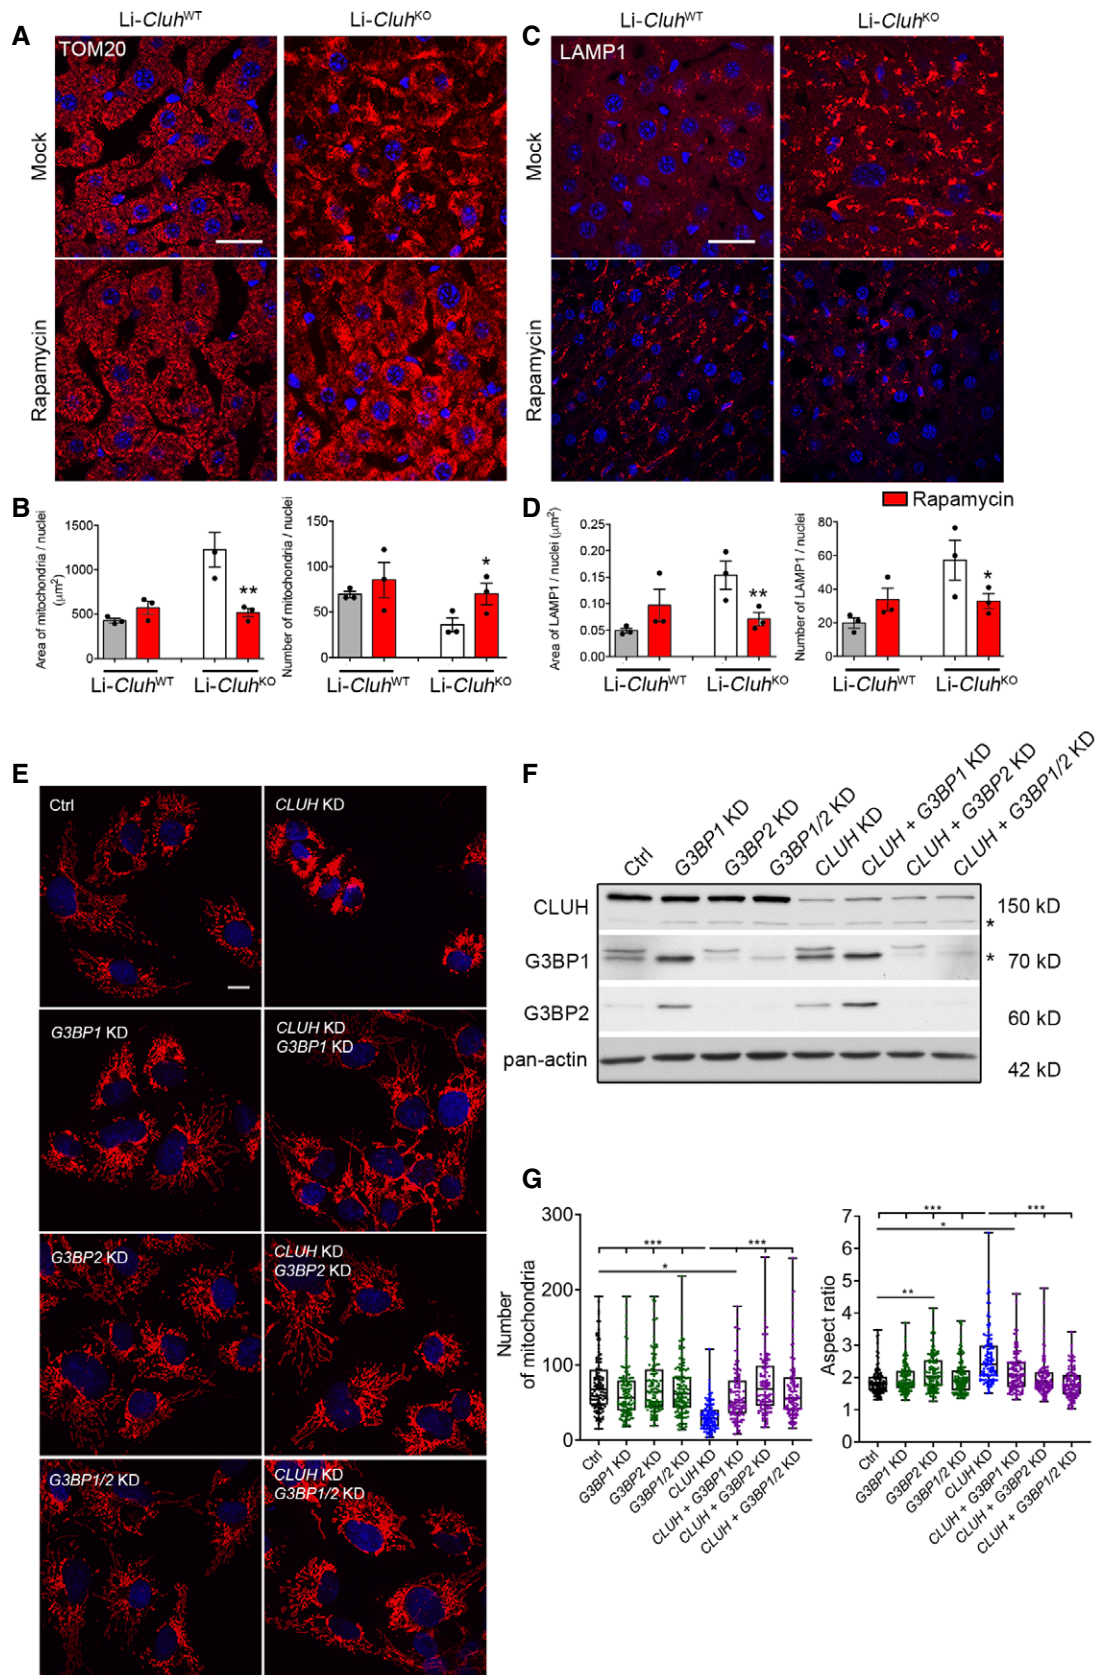 Li-Cluh^WT Li-Cluh^KO Li-Cluh^WT Li-Cluh^KO
A C
TOM20 LAMP1
Mock Mock
Rapamycin Rapamycin
B D
Rapamycin
Area of mitochondria / nuclei
(μm²)
1500
1000
500
0
Li-Cluh^WT Li-Cluh^KO
**
Number of mitochondria / nuclei
150
100
50
0
*
Li-Cluh^WT Li-Cluh^KO
Area of LAMP1 / nuclei (μm²)
0.25
0.20
0.15
0.10
0.05
0.00
**
Li-Cluh^WT Li-Cluh^KO
Number of LAMP1 / nuclei
80
60
40
20
0
*
Li-Cluh^WT Li-Cluh^KO
E
Ctrl
CLUH KD
G3BP1 KD
CLUH KD
G3BP1 KD
G3BP2 KD
CLUH KD
G3BP2 KD
G3BP1/2 KD
CLUH KD
G3BP1/2 KD
F
Ctrl
G3BP1 KD
G3BP2 KD
G3BP1/2 KD
CLUH KD
CLUH + G3BP1 KD
CLUH + G3BP2 KD
CLUH + G3BP1/2 KD
CLUH 150 kD
*
G3BP1 * 70 kD
G3BP2 60 kD
pan-actin 42 kD
G
Number
of mitochondria
300
200
100
0
*** ***
*
Ctrl
G3BP1 KD
G3BP2 KD
G3BP1/2 KD
CLUH KD
CLUH + G3BP1 KD
CLUH + G3BP2 KD
CLUH + G3BP1/2 KD
Aspect ratio
7
6
5
4
3
2
1
0
*** ***
*
**
Ctrl
G3BP1 KD
G3BP2 KD
G3BP1/2 KD
CLUH KD
CLUH + G3BP1 KD
CLUH + G3BP2 KD
CLUH + G3BP1/2 KD